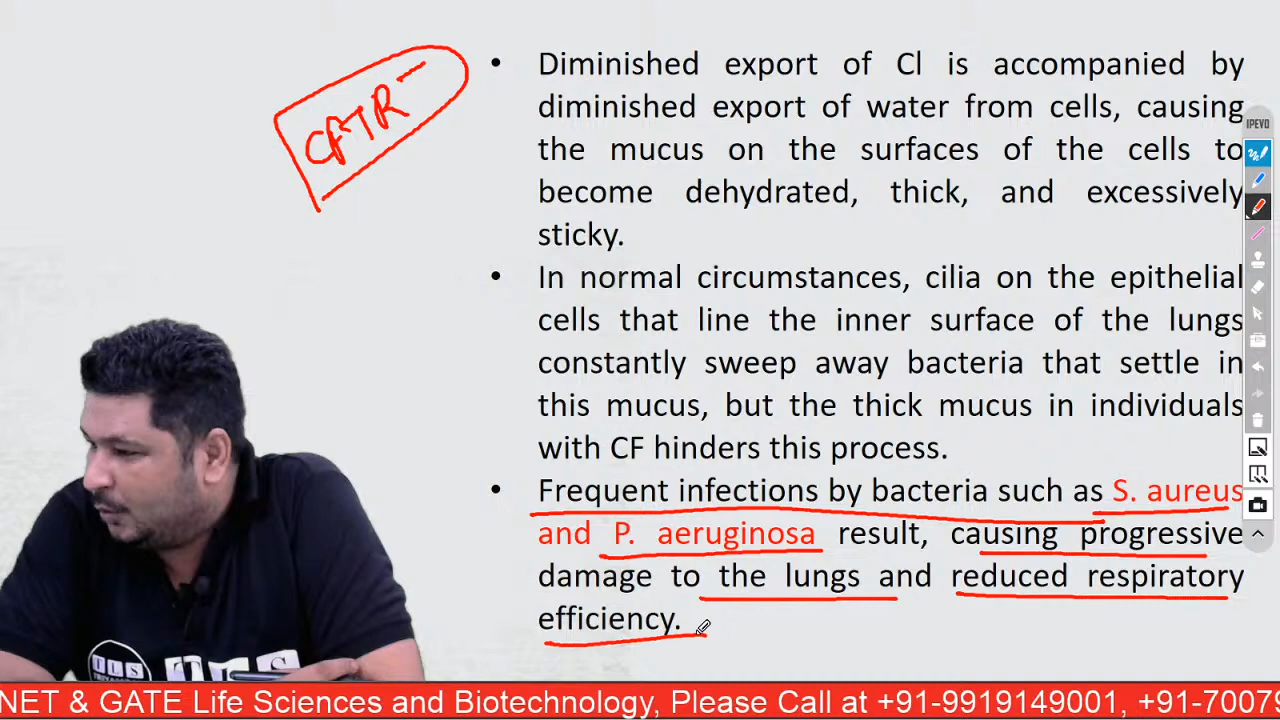 CFTR
• Diminished export of Cl is accompanied by
diminished export of water from cells, causing
the mucus on the surfaces of the cells to
become dehydrated, thick, and excessively
sticky.
• In normal circumstances, cilia on the epithelial
cells that line the inner surface of the lungs
constantly sweep away bacteria that settle in
this mucus, but the thick mucus in individuals
with CF hinders this process.
• Frequent infections by bacteria such as S. aureus
and P. aeruginosa result, causing progressive
damage to the lungs and reduced respiratory
efficiency.
IPEVO
NET & GATE Life Sciences and Biotechnology, Please Call at +91-9919149001, +91-7007